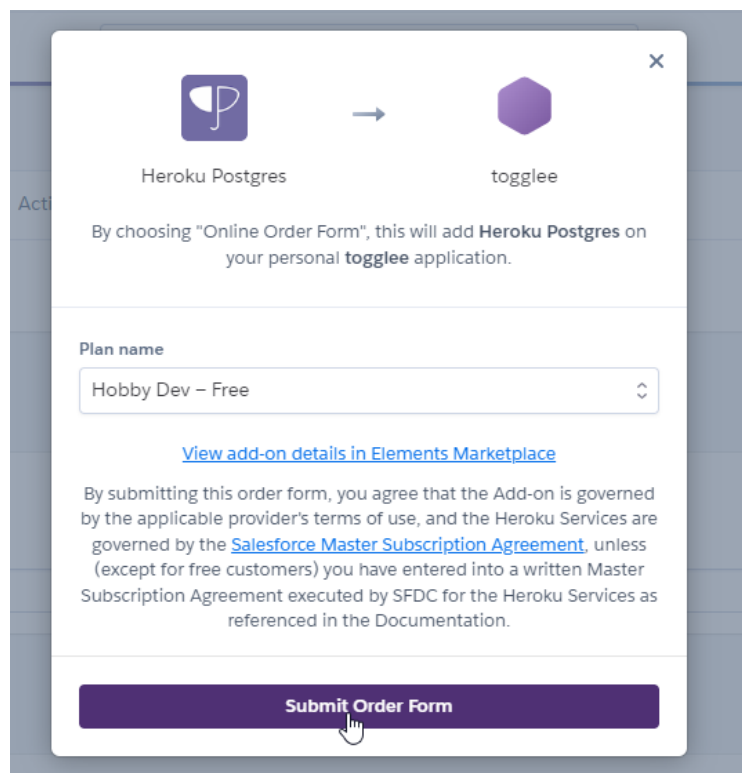 Heroku Postgres
togglee
Acti
By choosing "Online Order Form", this will add Heroku Postgres on
your personal togglee application.
Plan name
Hobby Dev – Free
View add-on details in Elements Marketplace
By submitting this order form, you agree that the Add-on is governed
by the applicable provider's terms of use, and the Heroku Services are
governed by the Salesforce Master Subscription Agreement, unless
(except for free customers) you have entered into a written Master
Subscription Agreement executed by SFDC for the Heroku Services as
referenced in the Documentation.
Submit Order Form